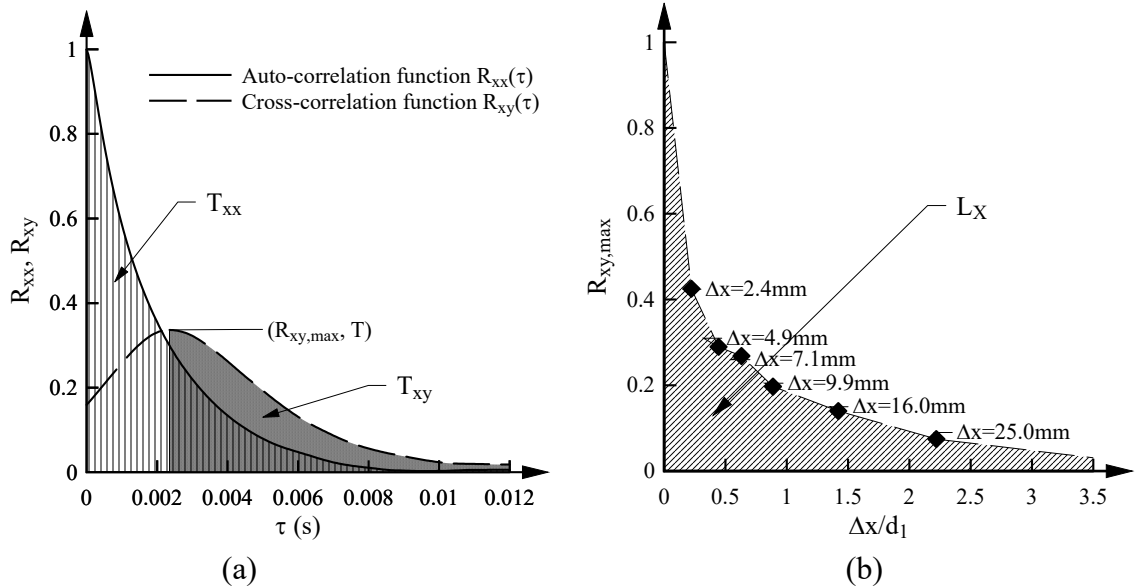 1
Auto-correlation function Rxx(τ)
Cross-correlation function Rxy(τ)
0.8
Txx
0.6
Rxx, Rxy
0.4
(Rxy,max, T)
0.2
Txy
0
0 0.002 0.004 0.006 0.008 0.01 0.012
τ (s)
(a)
1
0.8
0.6
Rxy,max
LX
0.4
Δx=2.4mm
Δx=4.9mm
Δx=7.1mm
0.2
Δx=9.9mm
Δx=16.0mm
Δx=25.0mm
0
0 0.5 1 1.5 2 2.5 3 3.5
Δx/d1
(b)